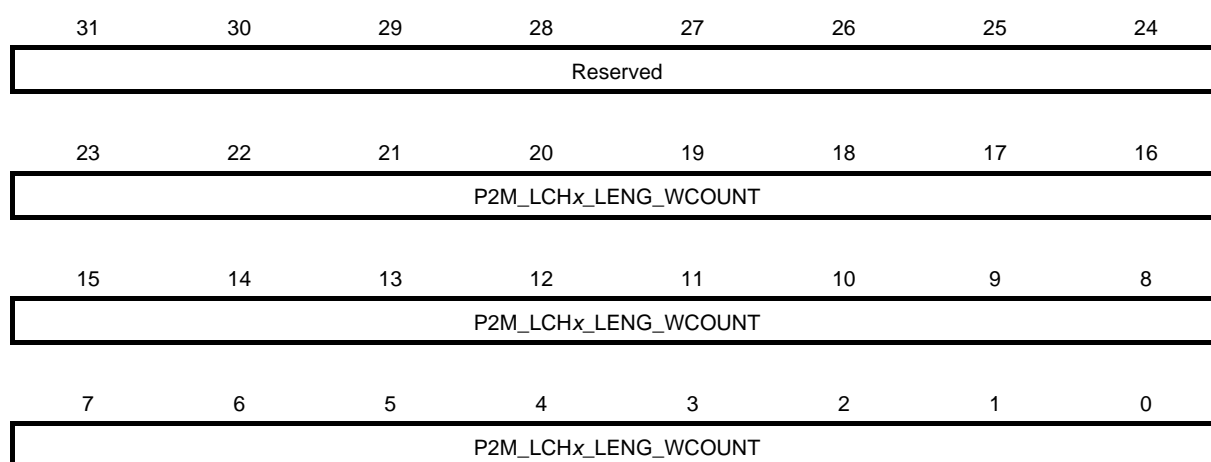 31 30 29 28 27 26 25 24
Reserved
23 22 21 20 19 18 17 16
P2M_LCHx_LENG_WCOUNT
15 14 13 12 11 10 9 8
P2M_LCHx_LENG_WCOUNT
7 6 5 4 3 2 1 0
P2M_LCHx_LENG_WCOUNT